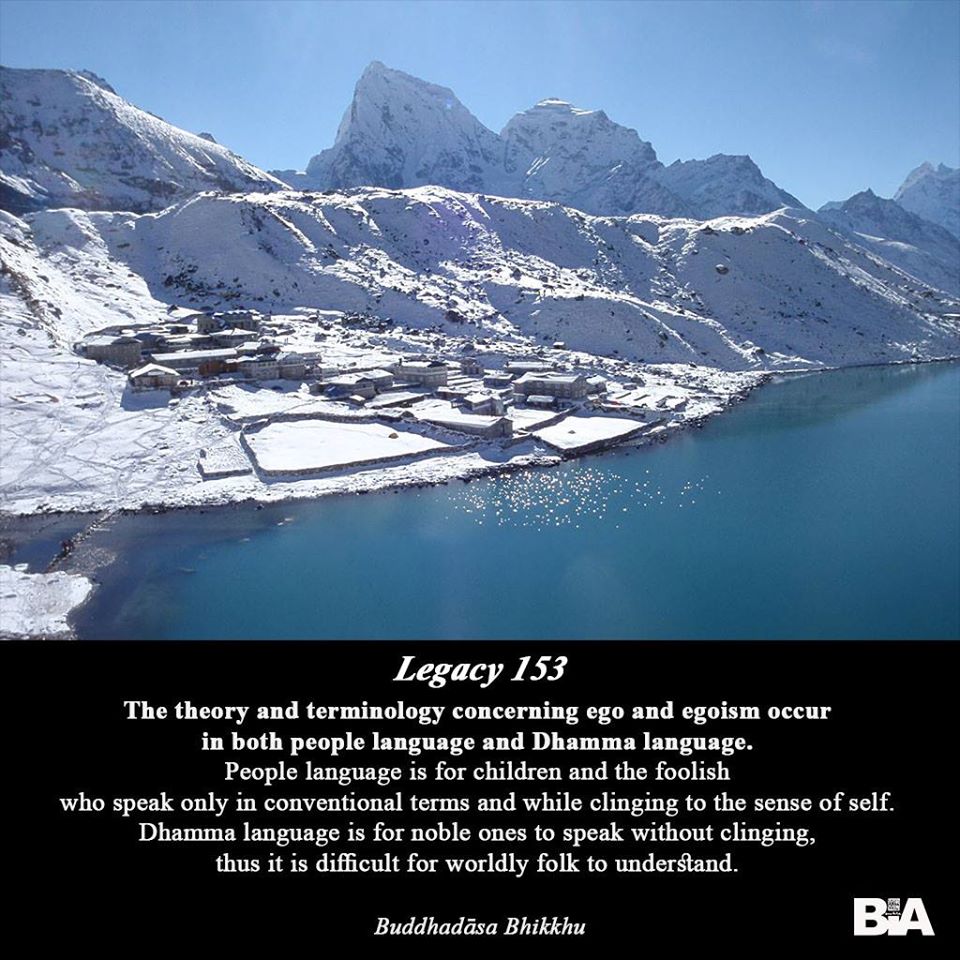 Legacy 153
The theory and terminology concerning ego and egoism occur
in both people language and Dhamma language.
People language is for children and the foolish
who speak only in conventional terms and while clinging to the sense of self.
Dhamma language is for noble ones to speak without clinging,
thus it is difficult for worldly folk to understand.
Buddhadāsa Bhikkhu
BIA